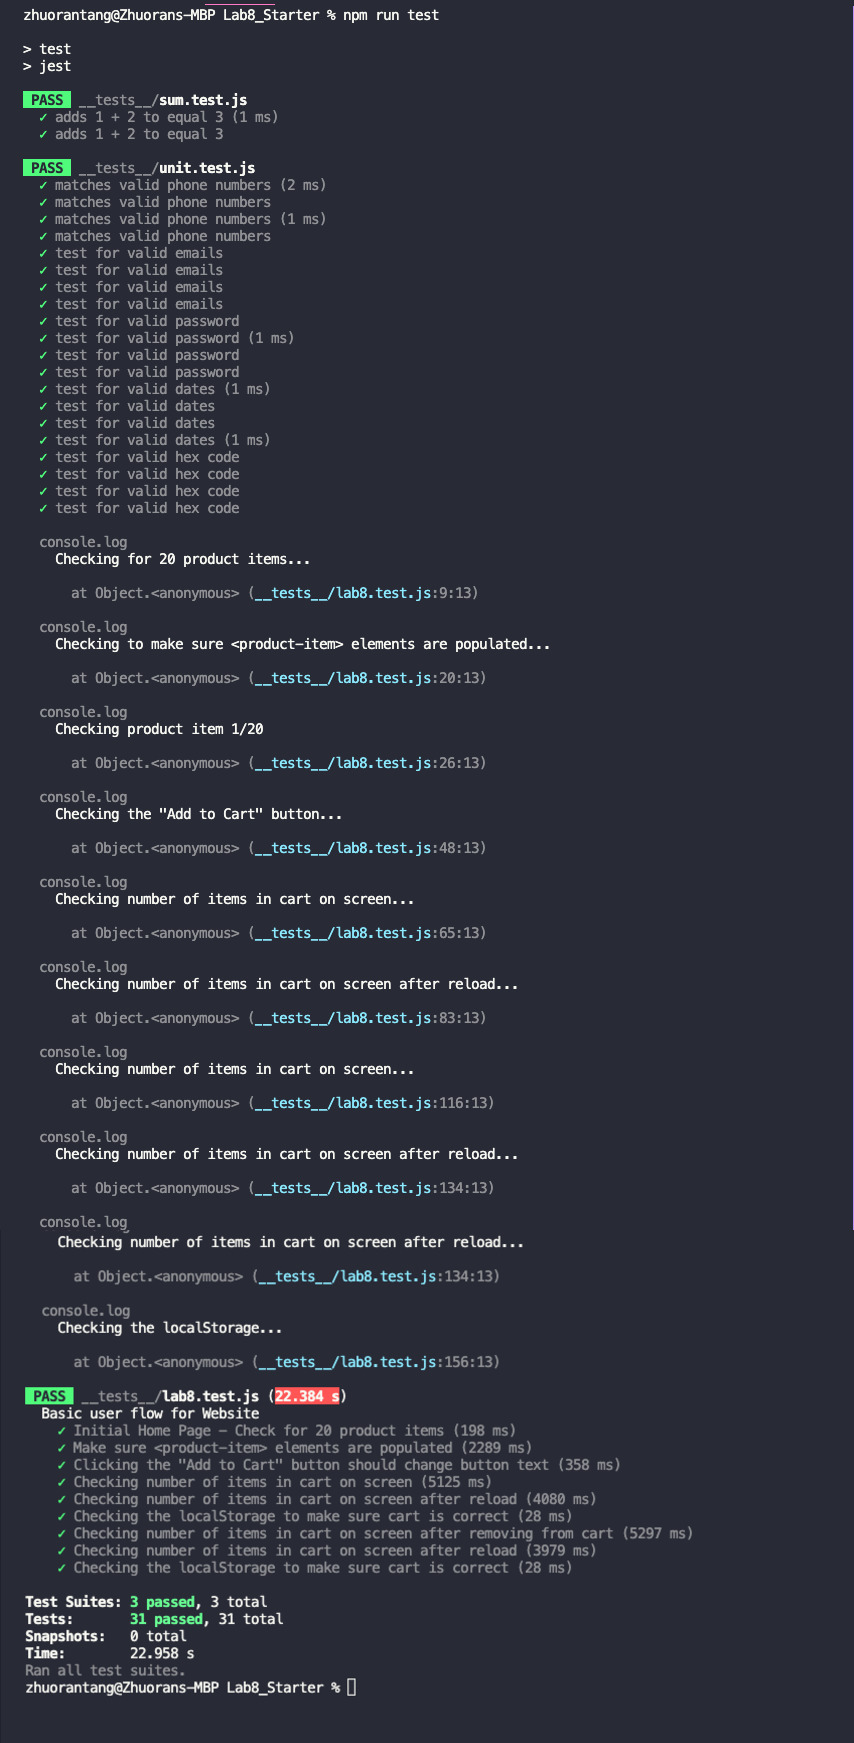 zhuorantang@Zhuorans-MBP Lab8_Starter % npm run test
> test
> jest
PASS __tests__/sum.test.js
✓ adds 1 + 2 to equal 3 (1 ms)
✓ adds 1 + 2 to equal 3
PASS __tests__/unit.test.js
✓ matches valid phone numbers (2 ms)
✓ matches valid phone numbers
✓ matches valid phone numbers (1 ms)
✓ matches valid phone numbers
✓ test for valid emails
✓ test for valid emails
✓ test for valid emails
✓ test for valid emails
✓ test for valid password
✓ test for valid password (1 ms)
✓ test for valid password
✓ test for valid password
✓ test for valid dates (1 ms)
✓ test for valid dates
✓ test for valid dates
✓ test for valid dates (1 ms)
✓ test for valid hex code
✓ test for valid hex code
✓ test for valid hex code
✓ test for valid hex code
console.log
Checking for 20 product items...
at Object.<anonymous> (__tests__/lab8.test.js:9:13)
console.log
Checking to make sure <product-item> elements are populated...
at Object.<anonymous> (__tests__/lab8.test.js:20:13)
console.log
Checking product item 1/20
at Object.<anonymous> (__tests__/lab8.test.js:26:13)
console.log
Checking the "Add to Cart" button...
at Object.<anonymous> (__tests__/lab8.test.js:48:13)
console.log
Checking number of items in cart on screen...
at Object.<anonymous> (__tests__/lab8.test.js:65:13)
console.log
Checking number of items in cart on screen after reload...
at Object.<anonymous> (__tests__/lab8.test.js:83:13)
console.log
Checking number of items in cart on screen...
at Object.<anonymous> (__tests__/lab8.test.js:116:13)
console.log
Checking number of items in cart on screen after reload...
at Object.<anonymous> (__tests__/lab8.test.js:134:13)
console.log
Checking number of items in cart on screen after reload...
at Object.<anonymous> (__tests__/lab8.test.js:134:13)
console.log
Checking the localStorage...
at Object.<anonymous> (__tests__/lab8.test.js:156:13)
PASS __tests__/lab8.test.js (22.384 s)
Basic user flow for Website
✓ Initial Home Page – Check for 20 product items (198 ms)
✓ Make sure <product-item> elements are populated (2289 ms)
✓ Clicking the "Add to Cart" button should change button text (358 ms)
✓ Checking number of items in cart on screen (5125 ms)
✓ Checking number of items in cart on screen after reload (4080 ms)
✓ Checking the localStorage to make sure cart is correct (28 ms)
✓ Checking number of items in cart on screen after removing from cart (5297 ms)
✓ Checking number of items in cart on screen after reload (3979 ms)
✓ Checking the localStorage to make sure cart is correct (28 ms)
Test Suites: 3 passed, 3 total
Tests: 31 passed, 31 total
Snapshots: 0 total
Time: 22.958 s
Ran all test suites.
zhuorantang@Zhuorans-MBP Lab8_Starter %